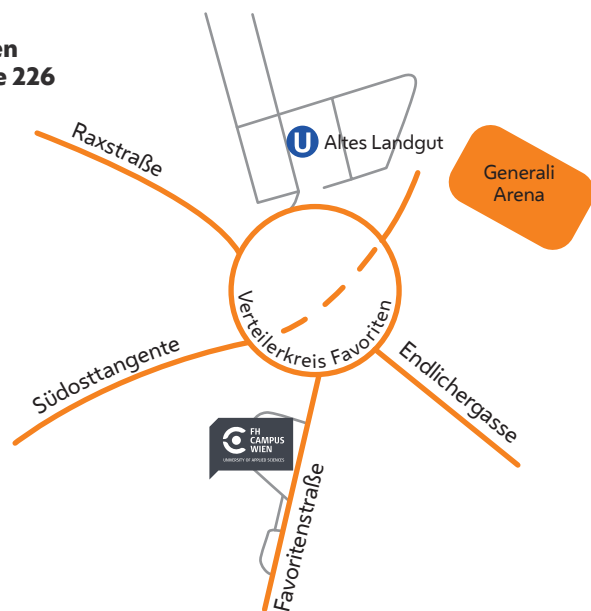 en
e 226
Raxstraße
U Altes Landgut
Generali
Arena
Verteilerkreis Favoriten
Südosttangente
Endlichergasse
FH
CAMPUS
WIEN
UNIVERSITY OF APPLIED SCIENCES
Favoritenstraße